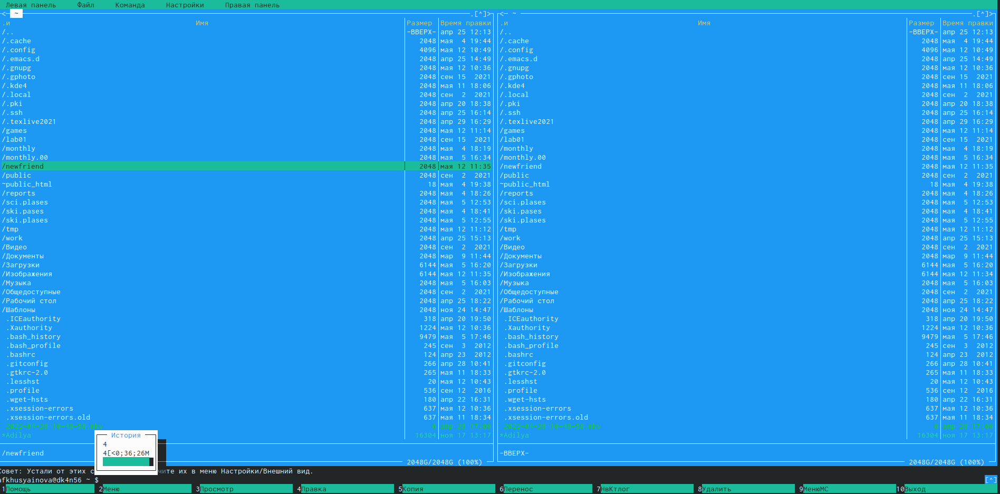 Левая панель Файл Команда Настройки Правая панель
<─ ~ .[^]> <─ ~ .[^]>
.и Имя Размер Время правки .и Имя Размер Время правки
/.. -ВВЕРХ- апр 25 12:13 /.. -ВВЕРХ- апр 25 12:13
/.cache 2048 мая 4 19:44 /.cache 2048 мая 4 19:44
/.config 4096 мая 12 10:49 /.config 4096 мая 12 10:49
/.emacs.d 2048 апр 25 14:49 /.emacs.d 2048 апр 25 14:49
/.gnupg 2048 мая 12 10:36 /.gnupg 2048 мая 12 10:36
/.gphoto 2048 сен 15 2021 /.gphoto 2048 сен 15 2021
/.kde4 2048 мая 11 18:06 /.kde4 2048 мая 11 18:06
/.local 2048 сен 2 2021 /.local 2048 сен 2 2021
/.pki 2048 апр 20 18:38 /.pki 2048 апр 20 18:38
/.ssh 2048 апр 25 16:14 /.ssh 2048 апр 25 16:14
/.texlive2021 2048 апр 29 16:29 /.texlive2021 2048 апр 29 16:29
/games 2048 мая 12 11:14 /games 2048 мая 12 11:14
/lab01 2048 сен 15 2021 /lab01 2048 сен 15 2021
/monthly 2048 мая 4 18:19 /monthly 2048 мая 4 18:19
/monthly.00 2048 мая 5 16:34 /monthly.00 2048 мая 5 16:34
/newfriend 2048 мая 12 11:35 /newfriend 2048 мая 12 11:35
/public 2048 сен 2 2021 /public 2048 сен 2 2021
~public_html 18 мая 4 19:38 ~public_html 18 мая 4 19:38
/reports 2048 мая 4 18:26 /reports 2048 мая 4 18:26
/sci.plases 2048 мая 5 12:53 /sci.plases 2048 мая 5 12:53
/ski.pases 2048 мая 4 18:41 /ski.pases 2048 мая 4 18:41
/ski.plases 2048 мая 5 12:55 /ski.plases 2048 мая 5 12:55
/tmp 2048 мая 12 11:12 /tmp 2048 мая 12 11:12
/work 2048 апр 25 15:13 /work 2048 апр 25 15:13
/Видео 2048 сен 2 2021 /Видео 2048 сен 2 2021
/Документы 2048 мар 9 11:44 /Документы 2048 мар 9 11:44
/Загрузки 6144 мая 5 16:20 /Загрузки 6144 мая 5 16:20
/Изображения 6144 мая 12 11:35 /Изображения 6144 мая 12 11:34
/Музыка 2048 мая 5 16:03 /Музыка 2048 мая 5 16:03
/Общедоступные 2048 сен 2 2021 /Общедоступные 2048 сен 2 2021
/Рабочий стол 2048 апр 25 18:22 /Рабочий стол 2048 апр 25 18:22
/Шаблоны 2048 ноя 24 14:47 /Шаблоны 2048 ноя 24 14:47
.ICEauthority 318 апр 20 19:50 .ICEauthority 318 апр 20 19:50
.Xauthority 1224 мая 12 10:36 .Xauthority 1224 мая 12 10:36
.bash_history 9479 мая 5 17:46 .bash_history 9479 мая 5 17:46
.bash_profile 245 сен 3 2012 .bash_profile 245 сен 3 2012
.bashrc 124 апр 23 2012 .bashrc 124 апр 23 2012
.gitconfig 266 апр 28 10:41 .gitconfig 266 апр 28 10:41
.gtkrc-2.0 265 мая 11 18:33 .gtkrc-2.0 265 мая 11 18:33
.lesshst 20 мая 12 10:43 .lesshst 20 мая 12 10:43
.profile 536 сен 12 2016 .profile 536 сен 12 2016
.wget-hsts 180 апр 22 16:31 .wget-hsts 180 апр 22 16:31
.xsession-errors 637 мая 12 10:36 .xsession-errors 637 мая 12 10:36
.xsession-errors.old 637 мая 11 18:34 .xsession-errors.old 637 мая 11 18:34
*Adilya 16304 ноя 17 13:17 *Adilya 16304 ноя 17 13:17
История
4
4[<0;36;26M
/newfriend -ВВЕРХ-
2048G/2048G (100%) 2048G/2048G (100%)
Совет: Устали от этих с чите их в меню Настройки/Внешний вид.
afkhusyainova@dk4n56 ~ $ [^]
1Помощь 2Меню 3Просмотр 4Правка 5Копия 6Перенос 7НвКтлог 8Удалить 9МенюМС 10Выход